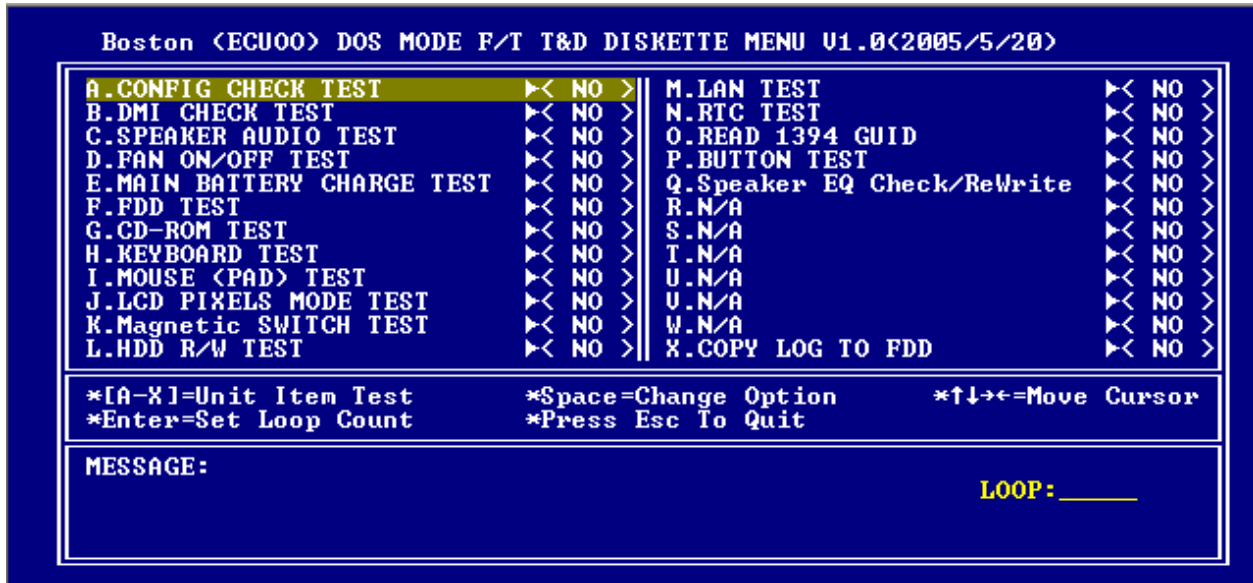 Boston (ECU00) DOS MODE F/T T&D DISKETTE MENU V1.0(2005/5/20)
A.CONFIG CHECK TEST ►< NO >
B.DMI CHECK TEST ►< NO >
C.SPEAKER AUDIO TEST ►< NO >
D.FAN ON/OFF TEST ►< NO >
E.MAIN BATTERY CHARGE TEST ►< NO >
F.FDD TEST ►< NO >
G.CD-ROM TEST ►< NO >
H.KEYBOARD TEST ►< NO >
I.MOUSE (PAD) TEST ►< NO >
J.LCD PIXELS MODE TEST ►< NO >
K.Magnetic SWITCH TEST ►< NO >
L.HDD R/W TEST ►< NO >
M.LAN TEST ►< NO >
N.RTC TEST ►< NO >
O.READ 1394 GUID ►< NO >
P.BUTTON TEST ►< NO >
Q.Speaker EQ Check/ReWrite ►< NO >
R.N/A ►< NO >
S.N/A ►< NO >
T.N/A ►< NO >
U.N/A ►< NO >
V.N/A ►< NO >
W.N/A ►< NO >
X.COPY LOG TO FDD ►< NO >
*[A-X]=Unit Item Test *Space=Change Option *↑↓→←=Move Cursor
*Enter=Set Loop Count *Press Esc To Quit
MESSAGE:
LOOP:______